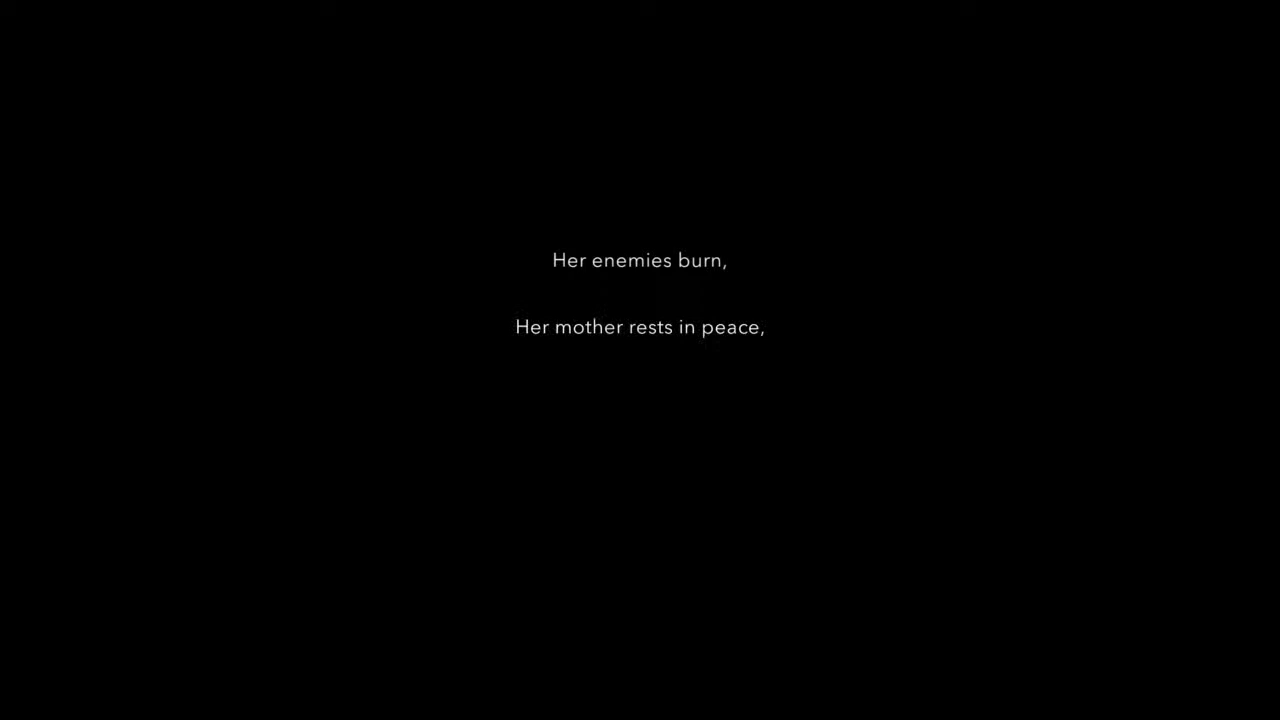 Her enemies burn,
Her mother rests in peace,